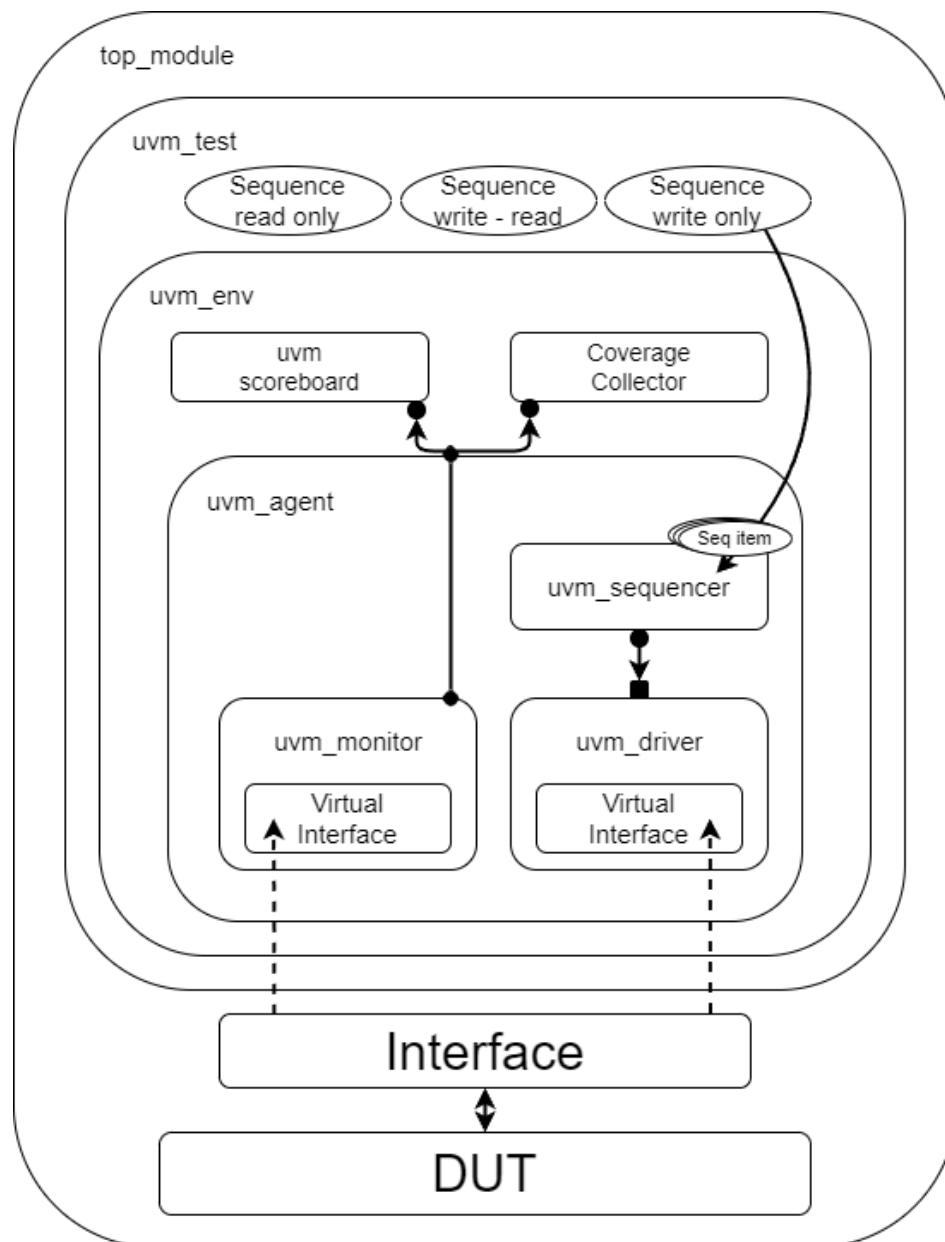 top_module
uvm_test
Sequence
read only
Sequence
write - read
Sequence
write only
uvm_env
uvm
scoreboard
Coverage
Collector
uvm_agent
Seq item
uvm_sequencer
uvm_monitor
Virtual
Interface
uvm_driver
Virtual
Interface
Interface
DUT